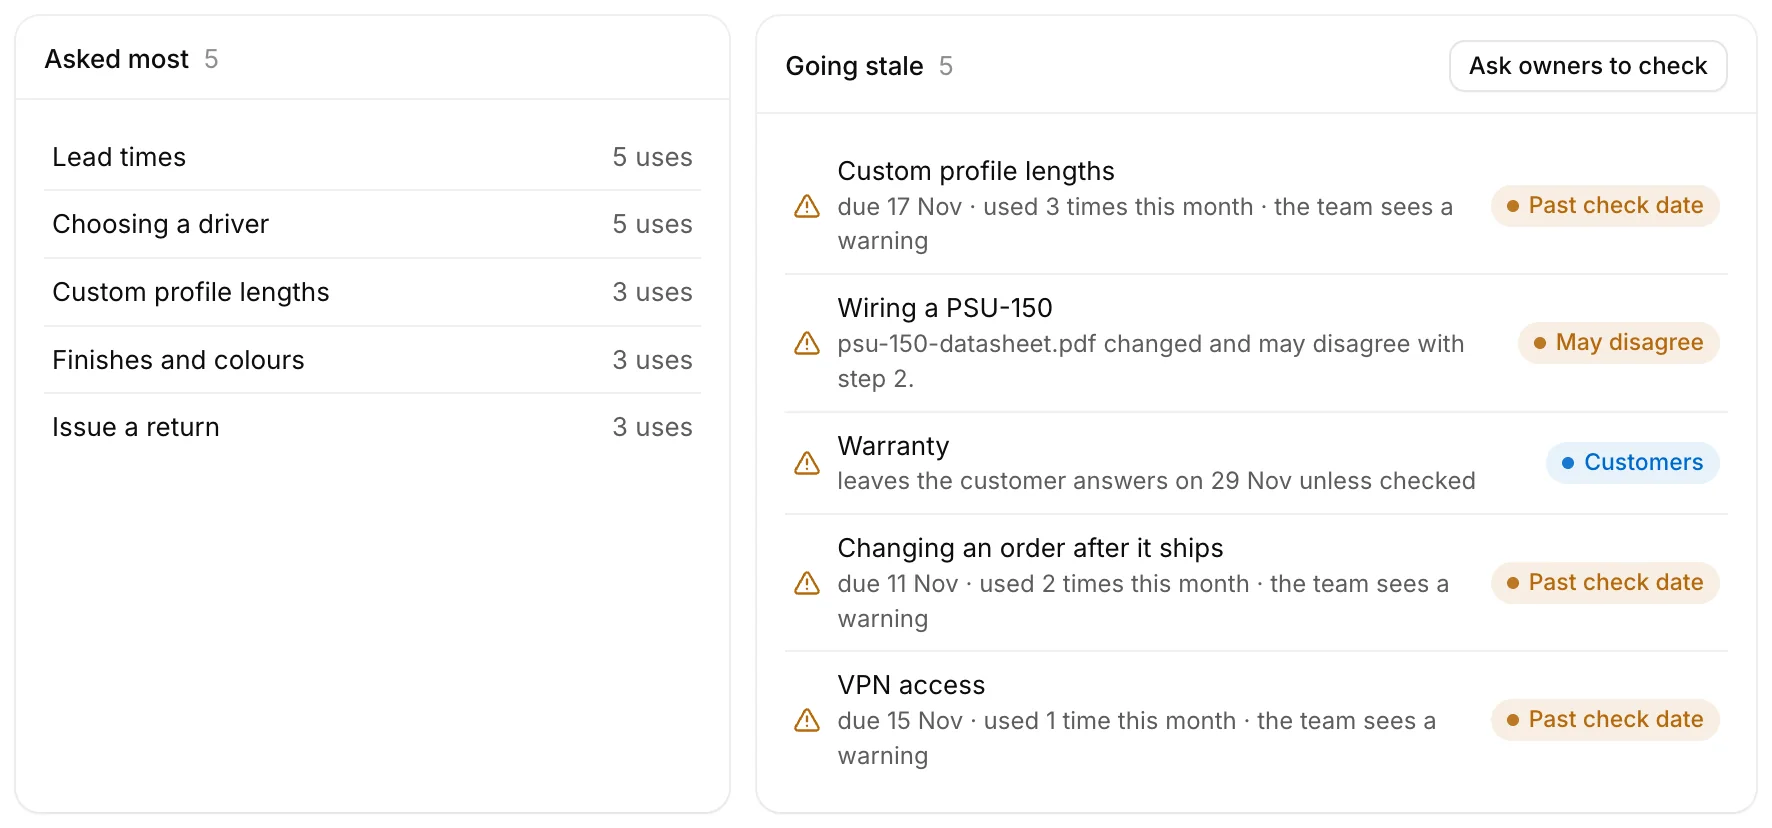 Asked most 5
Lead times 5 uses
Choosing a driver 5 uses
Custom profile lengths 3 uses
Finishes and colours 3 uses
Issue a return 3 uses
Going stale 5
Ask owners to check
Custom profile lengths
due 17 Nov · used 3 times this month · the team sees a
warning
Past check date
Wiring a PSU-150
psu-150-datasheet.pdf changed and may disagree with
step 2.
May disagree
Warranty
leaves the customer answers on 29 Nov unless checked
Customers
Changing an order after it ships
due 11 Nov · used 2 times this month · the team sees a
warning
Past check date
VPN access
due 15 Nov · used 1 time this month · the team sees a
warning
Past check date